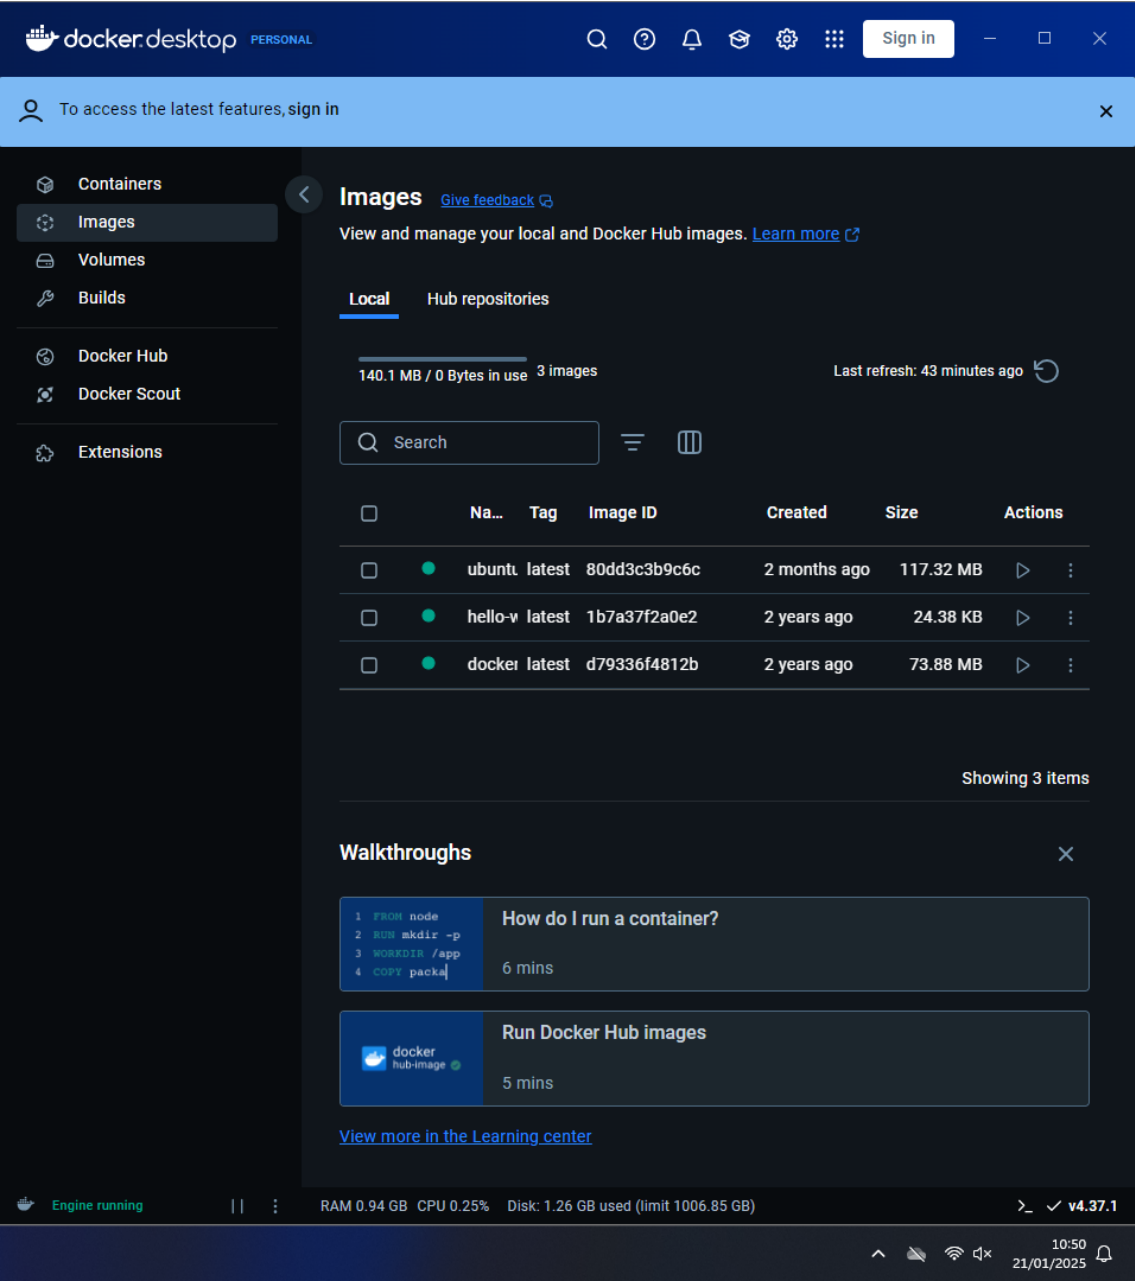 docker.desktop PERSONAL
Sign in
To access the latest features, sign in
Containers
Images
Volumes
Builds
Docker Hub
Docker Scout
Extensions
Images Give feedback
View and manage your local and Docker Hub images. Learn more
Local Hub repositories
140.1 MB / 0 Bytes in use 3 images Last refresh: 43 minutes ago
Search
Na... Tag Image ID Created Size Actions
ubuntu latest 80dd3c3b9c6c 2 months ago 117.32 MB
hello-w latest 1b7a37f2a0e2 2 years ago 24.38 KB
docker latest d79336f4812b 2 years ago 73.88 MB
Showing 3 items
Walkthroughs
1 FROM node
2 RUN mkdir -p
3 WORKDIR /app
4 COPY packa
How do I run a container?
6 mins
docker
hub-image
Run Docker Hub images
5 mins
View more in the Learning center
Engine running RAM 0.94 GB CPU 0.25% Disk: 1.26 GB used (limit 1006.85 GB) v4.37.1
10:50
21/01/2025